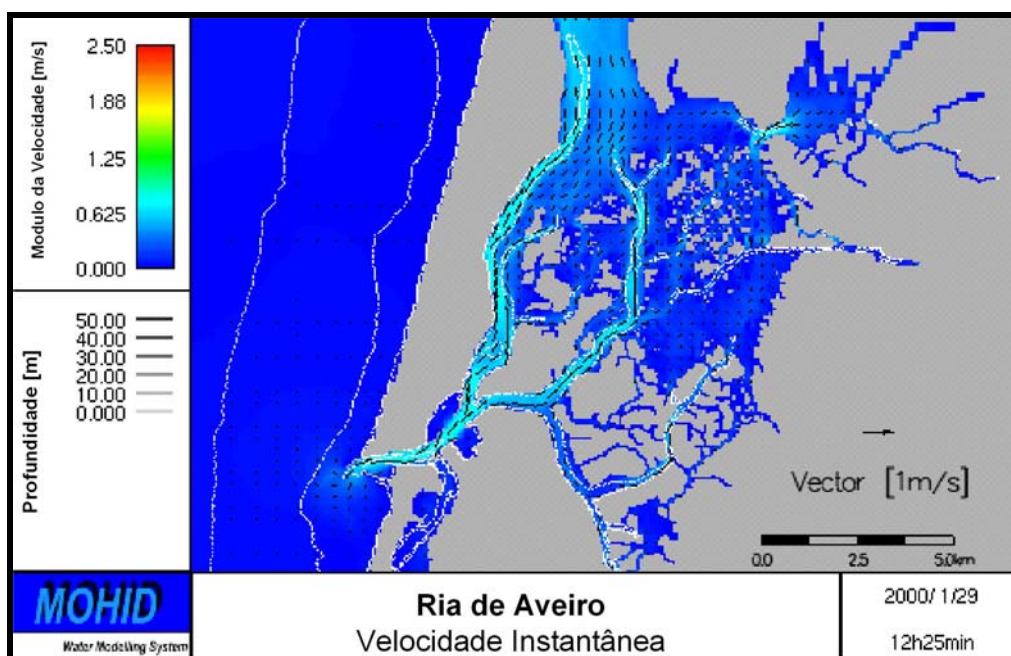 Modulo da Velocidade [m/s]
2.50
1.88
1.25
0.625
0.000
Profundidade [m]
50.00
40.00
30.00
20.00
10.00
0.000
Vector [1m/s]
0.0 2.5 5.0km
MOHID
Water Modelling System
Ria de Aveiro
Velocidade Instantânea
2000/ 1/29
12h25min